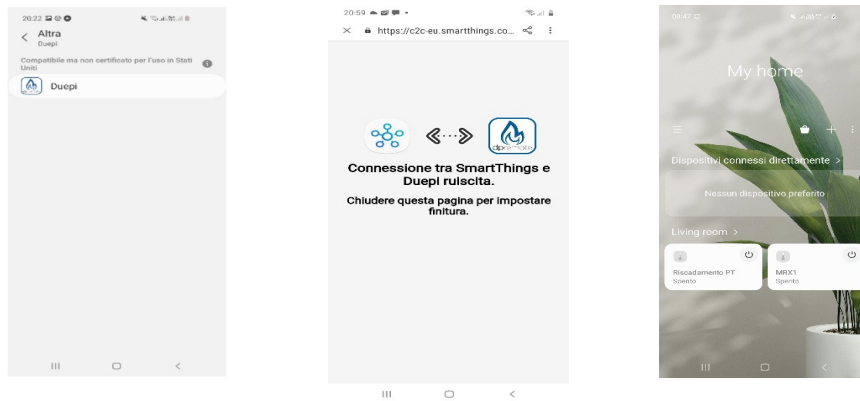 20:22
Altra
Duepi
Compatibile ma non certificato per l'uso in Stati
Uniti
Duepi
20:59
https://c2c-eu.smartthings.co...
dpremote
Connessione tra SmartThings e
Duepi ruiscita.
Chiudere questa pagina per impostare
finitura.
My home
Dispositivi connessi direttamente >
Nessun dispositivo preferito
Living room >
Riscadamento PT
Spento
MRX1
Spento